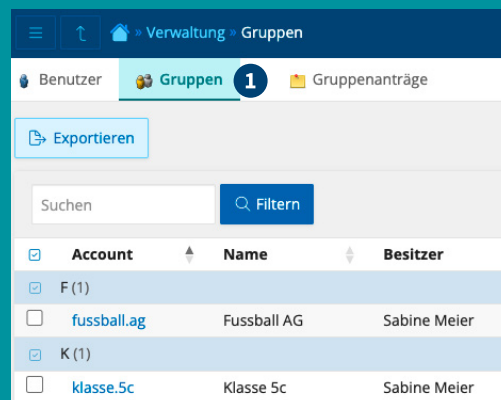 » Verwaltung » Gruppen
Benutzer Gruppen 1 Gruppenanträge
Exportieren
Suchen Filtern
Account Name Besitzer
F (1)
fussball.ag Fussball AG Sabine Meier
K (1)
klasse.5c Klasse 5c Sabine Meier